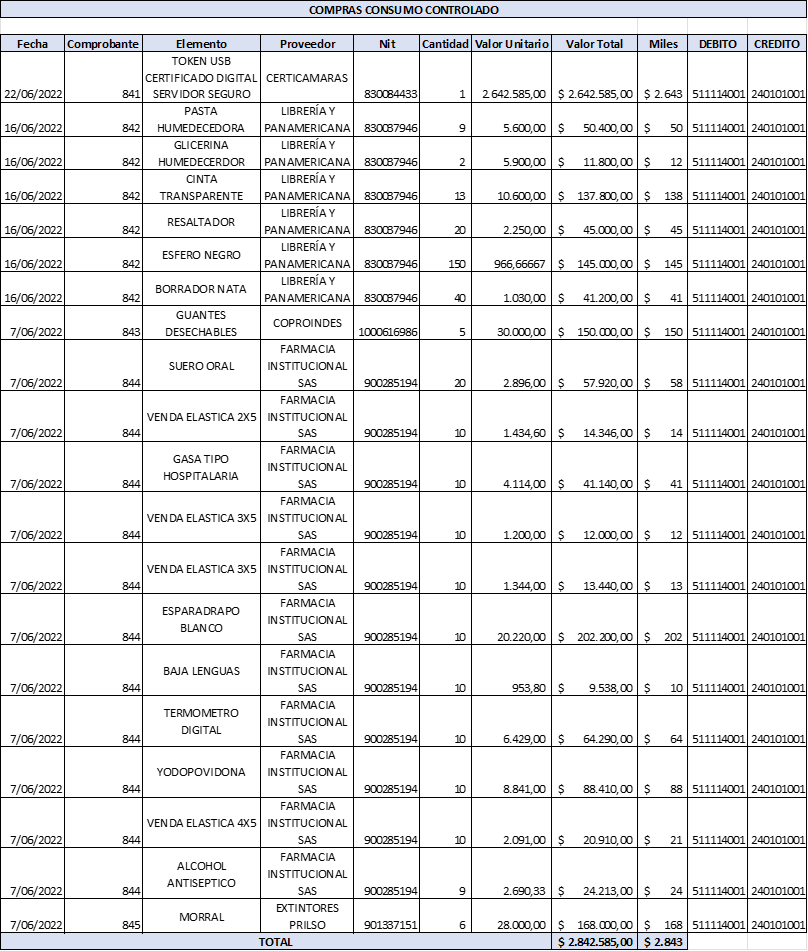 COMPRAS CONSUMO CONTROLADO
Fecha Comprobante Elemento Proveedor Nit Cantidad Valor Unitario Valor Total Miles DEBITO CREDITO
22/06/2022 841 TOKEN USB CERTIFICADO DIGITAL SERVIDOR SEGURO CERTICAMARAS 830084433 1 2.642.585,00 $ 2.642.585,00 $ 2.643 511114001 240101001
16/06/2022 842 PASTA HUMEDECEDORA LIBRERÍA Y PANAMERICANA 830037946 9 5.600,00 $ 50.400,00 $ 50 511114001 240101001
16/06/2022 842 GLICERINA HUMEDECERDOR LIBRERÍA Y PANAMERICANA 830037946 2 5.900,00 $ 11.800,00 $ 12 511114001 240101001
16/06/2022 842 CINTA TRANSPARENTE LIBRERÍA Y PANAMERICANA 830037946 13 10.600,00 $ 137.800,00 $ 138 511114001 240101001
16/06/2022 842 RESALTADOR LIBRERÍA Y PANAMERICANA 830037946 20 2.250,00 $ 45.000,00 $ 45 511114001 240101001
16/06/2022 842 ESFERO NEGRO LIBRERÍA Y PANAMERICANA 830037946 150 966,66667 $ 145.000,00 $ 145 511114001 240101001
16/06/2022 842 BORRADOR NATA LIBRERÍA Y PANAMERICANA 830037946 40 1.030,00 $ 41.200,00 $ 41 511114001 240101001
7/06/2022 843 GUANTES DESECHABLES COPROINDES 1000616986 5 30.000,00 $ 150.000,00 $ 150 511114001 240101001
7/06/2022 844 SUERO ORAL FARMACIA INSTITUCIONAL SAS 900285194 20 2.896,00 $ 57.920,00 $ 58 511114001 240101001
7/06/2022 844 VENDA ELASTICA 2X5 FARMACIA INSTITUCIONAL SAS 900285194 10 1.434,60 $ 14.346,00 $ 14 511114001 240101001
7/06/2022 844 GASA TIPO HOSPITALARIA FARMACIA INSTITUCIONAL SAS 900285194 10 4.114,00 $ 41.140,00 $ 41 511114001 240101001
7/06/2022 844 VENDA ELASTICA 3X5 FARMACIA INSTITUCIONAL SAS 900285194 10 1.200,00 $ 12.000,00 $ 12 511114001 240101001
7/06/2022 844 VENDA ELASTICA 3X5 FARMACIA INSTITUCIONAL SAS 900285194 10 1.344,00 $ 13.440,00 $ 13 511114001 240101001
7/06/2022 844 ESPARADRAPO BLANCO FARMACIA INSTITUCIONAL SAS 900285194 10 20.220,00 $ 202.200,00 $ 202 511114001 240101001
7/06/2022 844 BAJA LENGUAS FARMACIA INSTITUCIONAL SAS 900285194 10 953,80 $ 9.538,00 $ 10 511114001 240101001
7/06/2022 844 TERMOMETRO DIGITAL FARMACIA INSTITUCIONAL SAS 900285194 10 6.429,00 $ 64.290,00 $ 64 511114001 240101001
7/06/2022 844 YODOPOVIDONA FARMACIA INSTITUCIONAL SAS 900285194 10 8.841,00 $ 88.410,00 $ 88 511114001 240101001
7/06/2022 844 VENDA ELASTICA 4X5 FARMACIA INSTITUCIONAL SAS 900285194 10 2.091,00 $ 20.910,00 $ 21 511114001 240101001
7/06/2022 844 ALCOHOL ANTISEPTICO FARMACIA INSTITUCIONAL SAS 900285194 9 2.690,33 $ 24.213,00 $ 24 511114001 240101001
7/06/2022 845 MORRAL EXTINTORES PRILSO 901337151 6 28.000,00 $ 168.000,00 $ 168 511114001 240101001
TOTAL $ 2.842.585,00 $ 2.843